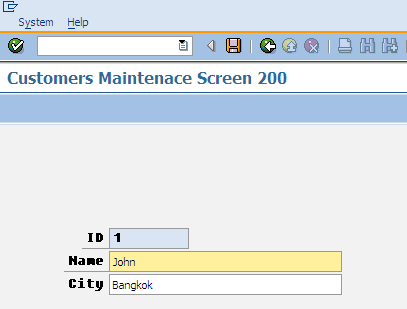 System Help
Customers Maintenace Screen 200
ID 1
Name John
City Bangkok